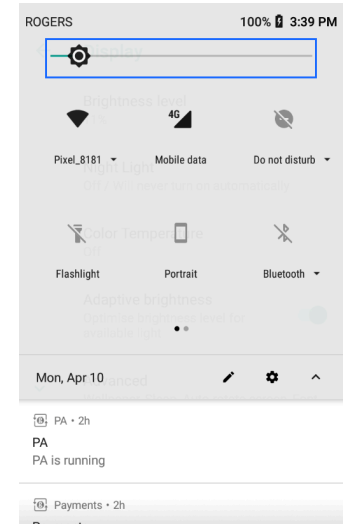 ROGERS 100% 3:39 PM
Display
Brightness level
4G
Pixel_8181 Mobile data Do not disturb
Night Light
Off / Will never turn on automatically
Color Temperature
Off
Flashlight Portrait Bluetooth
Adaptive brightness
Optimize brightness level for
available light
Mon, Apr 10
Advanced
PA • 2h
PA
PA is running
Payments • 2h